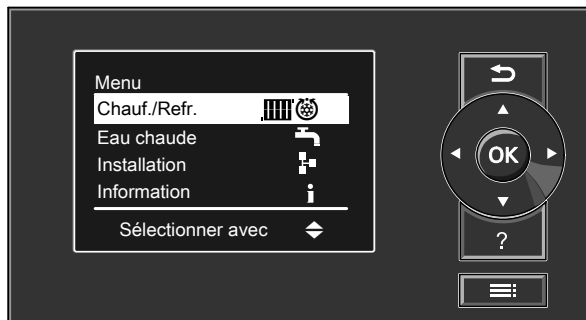 Menu
Chauf./Refr.
Eau chaude
Installation
Information
Sélectionner avec
OK
?